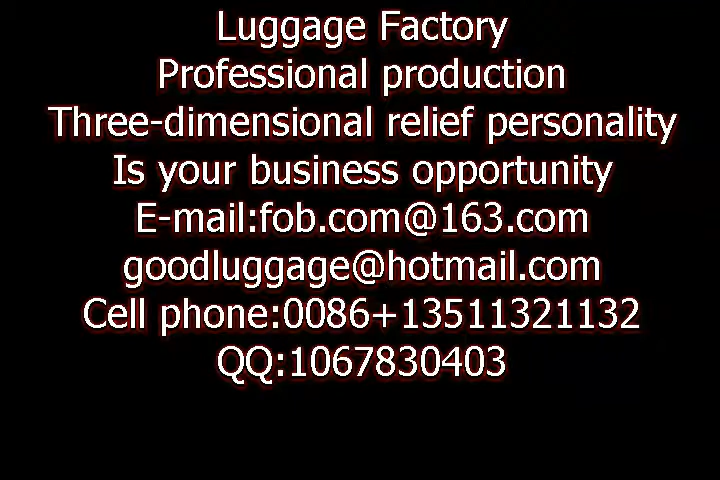 Luggage Factory
Professional production
Three-dimensional relief personality
Is your business opportunity
E-mail:fob.com@163.com
goodluggage@hotmail.com
Cell phone:0086+13511321132
QQ:1067830403